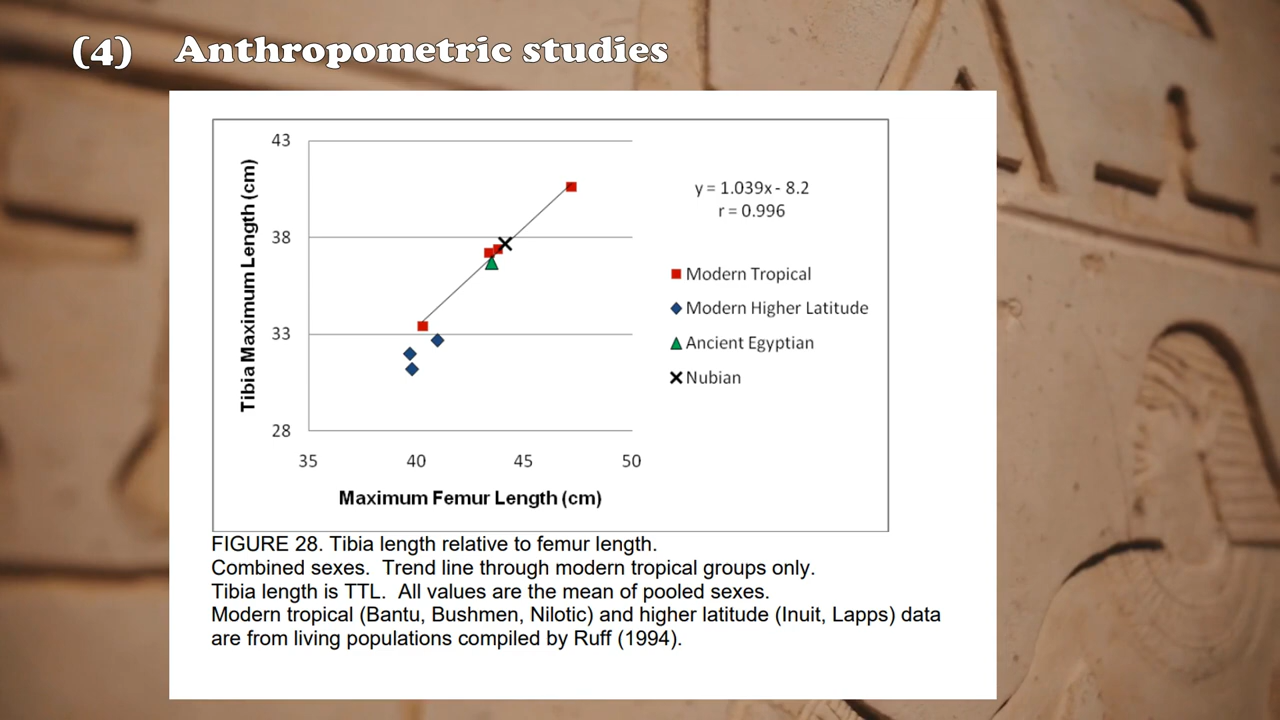 (4) Anthropometric studies
43
38
33
28
Tibia Maximum Length (cm)
35 40 45 50
Maximum Femur Length (cm)
y = 1.039x - 8.2
r = 0.996
Modern Tropical
Modern Higher Latitude
Ancient Egyptian
Nubian
FIGURE 28. Tibia length relative to femur length.
Combined sexes. Trend line through modern tropical groups only.
Tibia length is TTL. All values are the mean of pooled sexes.
Modern tropical (Bantu, Bushmen, Nilotic) and higher latitude (Inuit, Lapps) data
are from living populations compiled by Ruff (1994).